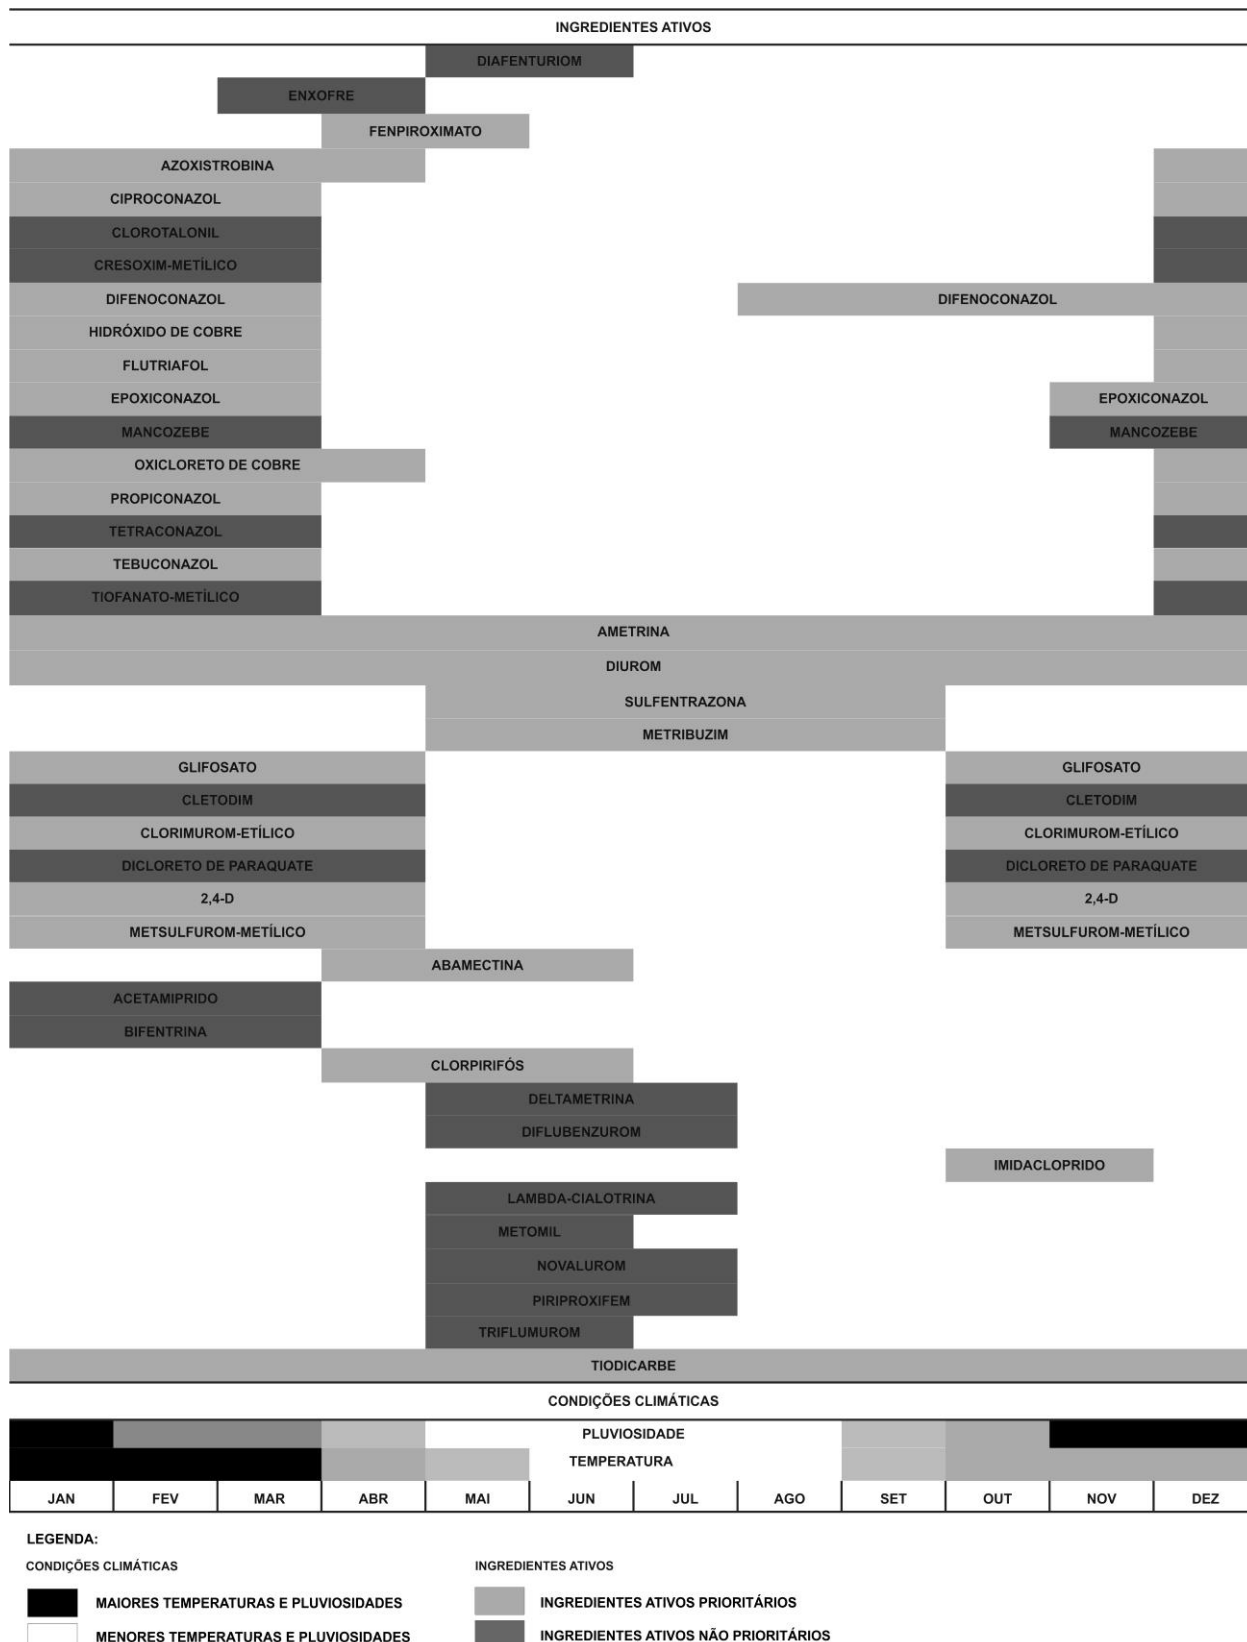 INGREDIENTES ATIVOS
DIAFENTURIOM
ENXOFRE
FENPIROXIMATO
AZOXISTROBINA
CIPROCONAZOL
CLOROTALONIL
CRESOXIM-METÍLICO
DIFENOCONAZOL DIFENOCONAZOL
HIDRÓXIDO DE COBRE
FLUTRIAFOL
EPOXICONAZOL EPOXICONAZOL
MANCOZEBE MANCOZEBE
OXICLORETO DE COBRE
PROPICONAZOL
TETRACONAZOL
TEBUCONAZOL
TIOFANATO-METÍLICO
AMETRINA
DIUROM
SULFENTRAZONA
METRIBUZIM
GLIFOSATO GLIFOSATO
CLETODIM CLETODIM
CLORIMUROM-ETÍLICO CLORIMUROM-ETÍLICO
DICLORETO DE PARAQUATE DICLORETO DE PARAQUATE
2,4-D 2,4-D
METSULFUROM-METÍLICO METSULFUROM-METÍLICO
ABAMECTINA
ACETAMIPRIDO
BIFENTRINA
CLORPIRIFÓS
DELTAMETRINA
DIFLUBENZUROM
IMIDACLOPRIDO
LAMBDA-CIALOTRINA
METOMIL
NOVALUROM
PIRIPROXIFEM
TRIFLUMUROM
TIODICARBE
CONDIÇÕES CLIMÁTICAS
PLUVIOSIDADE
TEMPERATURA
JAN FEV MAR ABR MAI JUN JUL AGO SET OUT NOV DEZ
LEGENDA:
CONDIÇÕES CLIMÁTICAS INGREDIENTES ATIVOS
MAIORES TEMPERATURAS E PLUVIOSIDADES INGREDIENTES ATIVOS PRIORITÁRIOS
MENORES TEMPERATURAS E PLUVIOSIDADES INGREDIENTES ATIVOS NÃO PRIORITÁRIOS